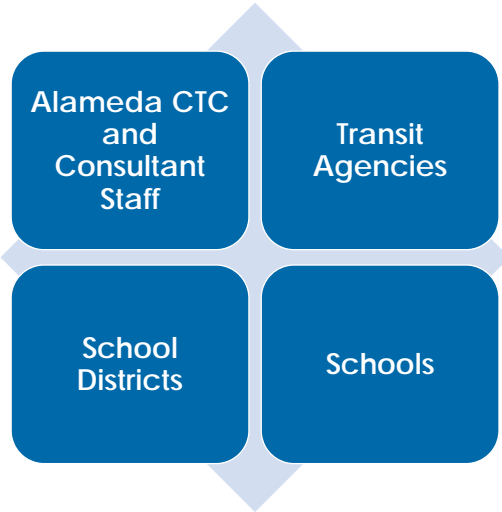 Alameda CTC
and
Consultant
Staff
Transit
Agencies
School
Districts
Schools